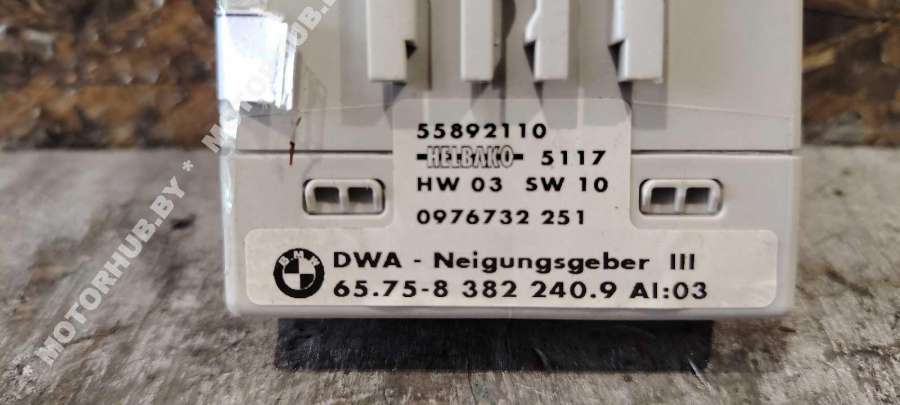 55892110
HELBAKO 5117
HW 03 SW 10
0976732 251
BMW
DWA - Neigungsgeber III
65.75-8 382 240.9 AI:03
* MOTORHUB.BY * MOTORHUB.BY